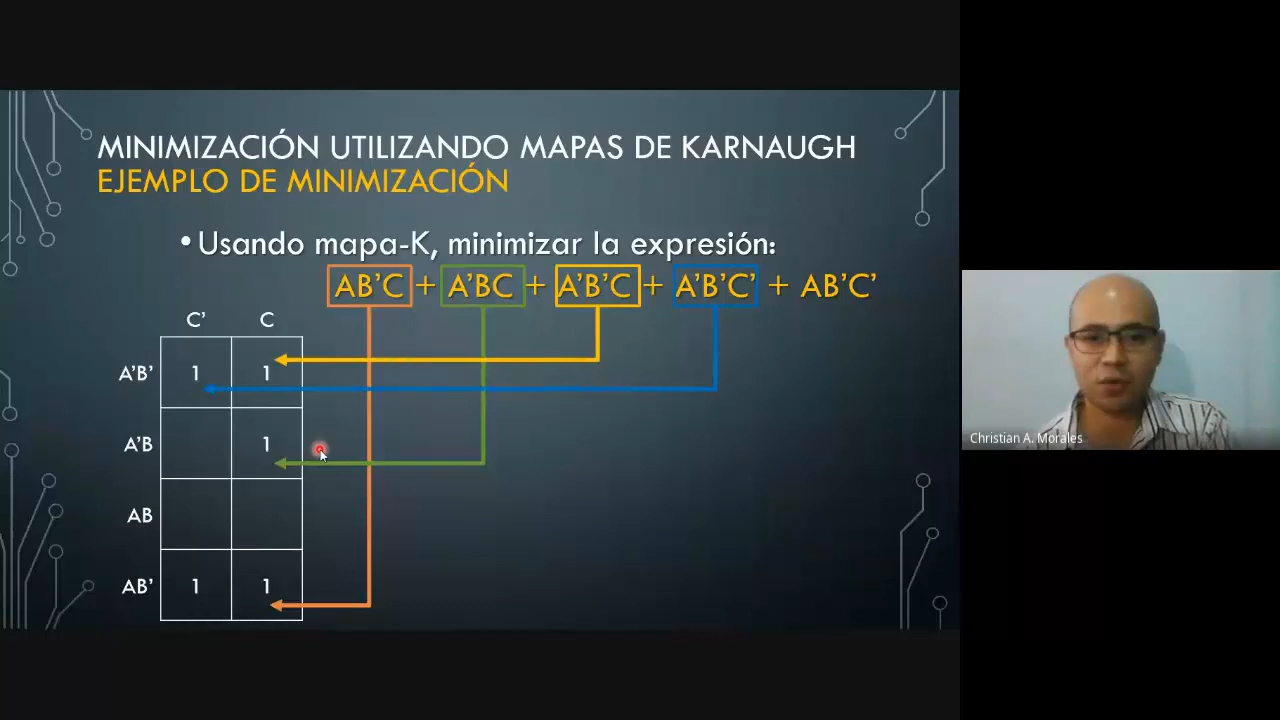 MINIMIZACIÓN UTILIZANDO MAPAS DE KARNAUGH
EJEMPLO DE MINIMIZACIÓN
• Usando mapa-K, minimizar la expresión:
AB'C + A'BC + A'B'C + A'B'C' + AB'C'
C' C
A'B' 1 1
A'B 1
AB
AB' 1 1
Christian A. Morales